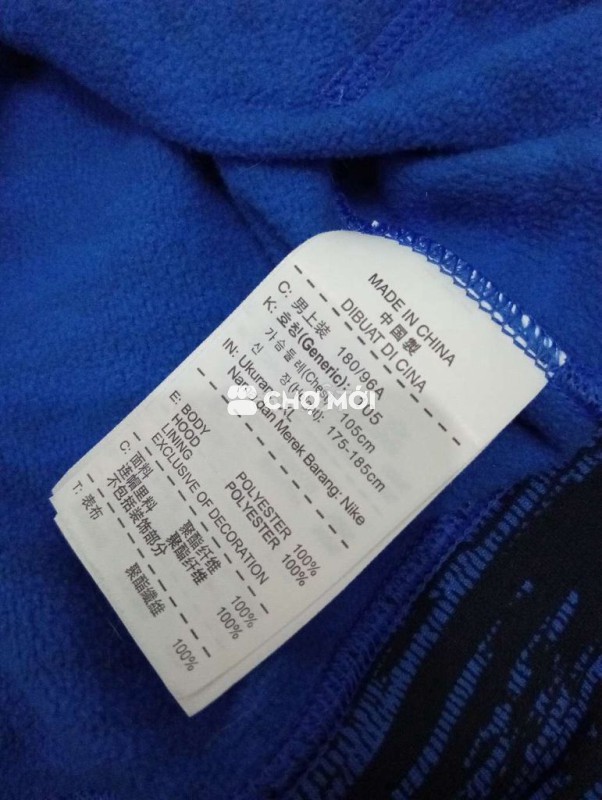 MADE IN CHINA
中国製
DIBUAT DI CINA
C: 男上装 180/96A
K: 호칭(Generic): 105
가슴둘레(Chest): 105cm
신 장(Height): 175-185cm
IN: Ukuran: L
Nama dan Merek Barang: Nike
E: BODY POLYESTER 100%
HOOD
LINING POLYESTER 100%
EXCLUSIVE OF DECORATION
C: 面料 聚酯纤维 100%
连帽里料 聚酯纤维 100%
不包括装饰部分
T: 表布 聚酯纖維 100%
CHỢ MỚI